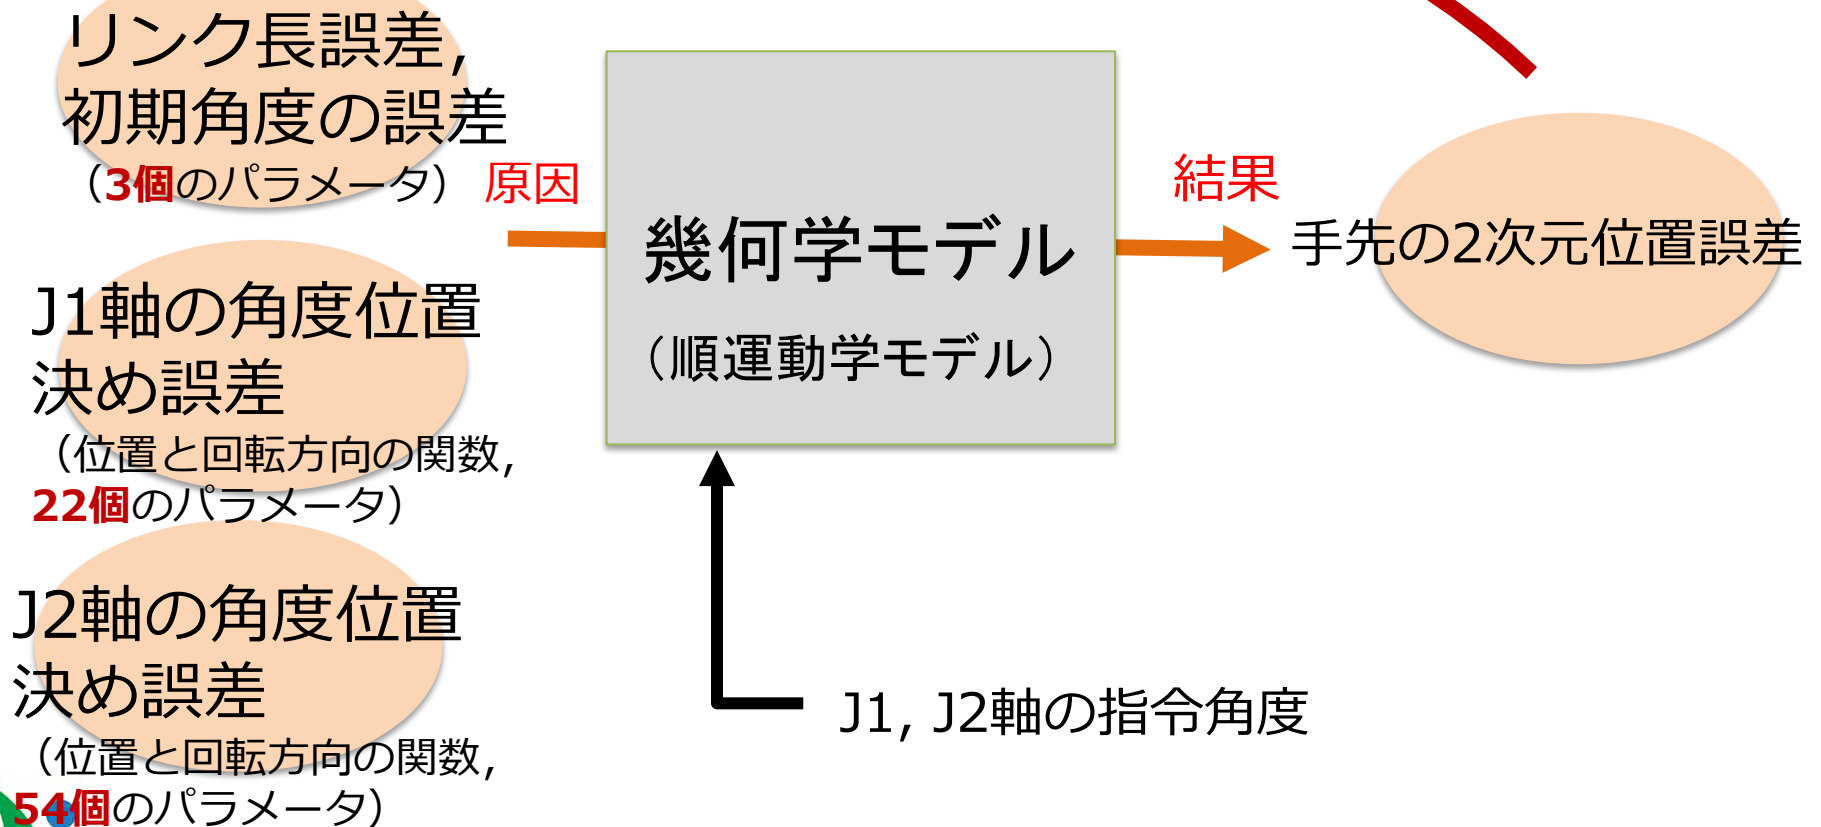 リンク長誤差,
初期角度の誤差
（3個のパラメータ）
原因
J1軸の角度位置
決め誤差
（位置と回転方向の関数,
22個のパラメータ）
J2軸の角度位置
決め誤差
（位置と回転方向の関数,
54個のパラメータ）
幾何学モデル
（順運動学モデル）
結果
手先の2次元位置誤差
J1, J2軸の指令角度